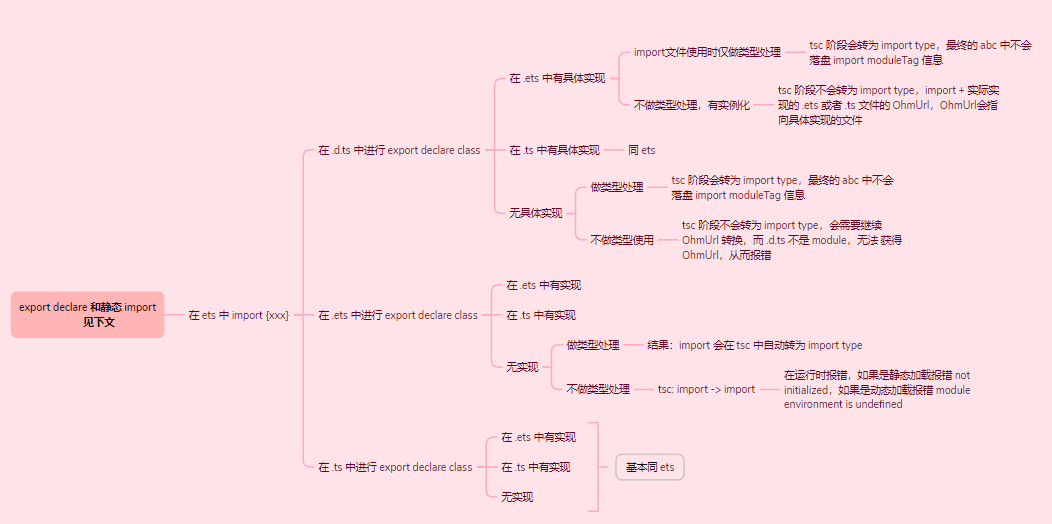 export declare 和静态 import
见下文
在 ets 中 import {xxx}
在 .d.ts 中进行 export declare class
在 .ets 中有具体实现
import文件使用时仅做类型处理
tsc 阶段会转为 import type，最终的 abc 中不会
落盘 import moduleTag 信息
不做类型处理，有实例化
tsc 阶段不会转为 import type，import + 实际实
现的 .ets 或者 .ts 文件的 OhmUrl，OhmUrl会指
向具体实现的文件
在 .ts 中有具体实现
同 ets
无具体实现
做类型处理
tsc 阶段会转为 import type，最终的 abc 中不会
落盘 import moduleTag 信息
不做类型使用
tsc 阶段不会转为 import type，会需要继续
OhmUrl 转换，而 .d.ts 不是 module，无法 获得
OhmUrl，从而报错
在 .ets 中进行 export declare class
在 .ets 中有实现
在 .ts 中有实现
无实现
做类型处理
结果：import 会在 tsc 中自动转为 import type
不做类型处理
tsc: import -> import
在运行时报错，如果是静态加载报错 not
initialized，如果是动态加载报错 module
environment is undefined
在 .ts 中进行 export declare class
在 .ets 中有实现
在 .ts 中有实现
无实现
基本同 ets